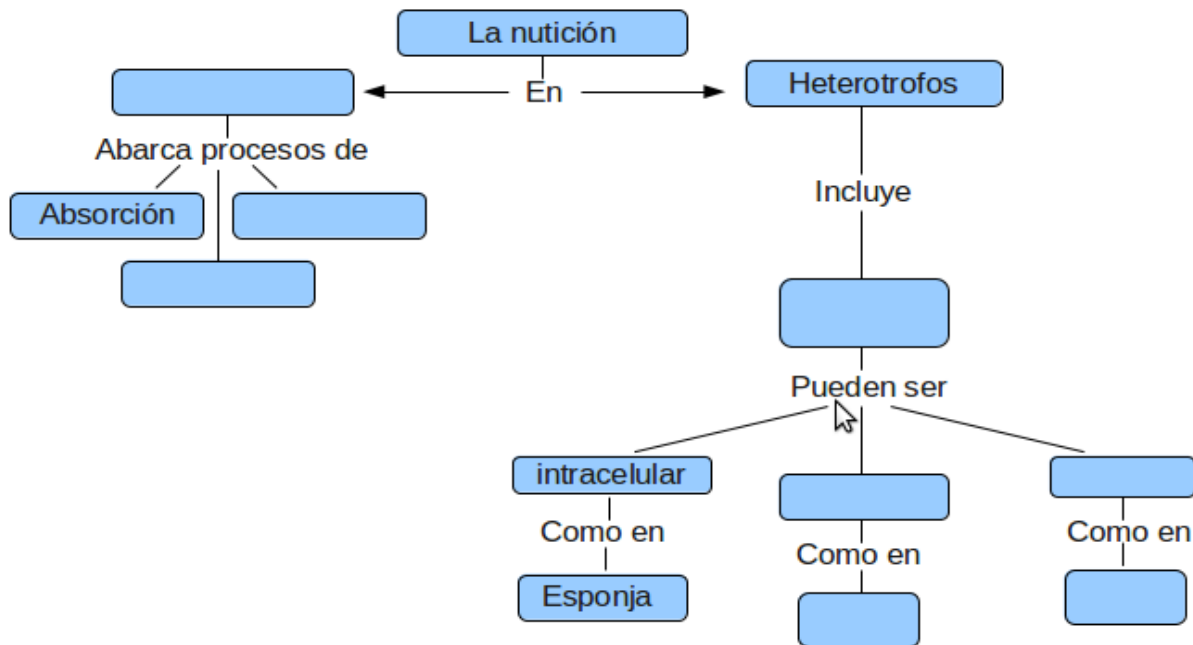 La nutición
En
Heterotrofos
Abarca procesos de
Absorción
Incluye
Pueden ser
intracelular
Como en
Como en
Como en
Esponja